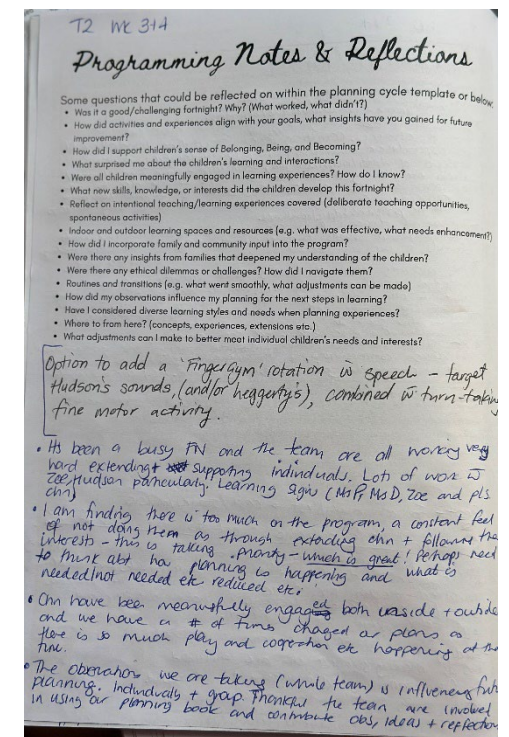 T2 WK 3+4
Programming Notes & Reflections
Some questions that could be reflected on within the planning cycle template or below.
• Was it a good/challenging fortnight? Why? (What worked, what didn't?)
• How did activities and experiences align with your goals, what insights have you gained for future
improvement?
• How did I support children's sense of Belonging, Being, and Becoming?
• What surprised me about the children's learning and interactions?
• Were all children meaningfully engaged in learning experiences? How do I know?
• What new skills, knowledge, or interests did the children develop this fortnight?
• Reflect on intentional teaching/learning experiences covered (deliberate teaching opportunities,
spontaneous activities)
• Indoor and outdoor learning spaces and resources (e.g. what was effective, what needs enhancement?)
• How did I incorporate family and community input into the program?
• Were there any insights from families that deepened my understanding of the children?
• Were there any ethical dilemmas or challenges? How did I navigate them?
• Routines and transitions (e.g. what went smoothly, what adjustments can be made)
• How did my observations influence my planning for the next steps in learning?
• Have I considered diverse learning styles and needs when planning experiences?
• Where to from here? (concepts, experiences, extensions etc.)
• What adjustments can I make to better meet individual children's needs and interests?
Option to add a 'Fingergym' rotation w̄ speech - target
Hudson's sounds, (and/or heggerty's), combined w̄ turn-taking
fine motor activity.
• Its been a busy FN and the team are all working very
hard extending + supporting individuals. Lots of work w̄
Zoe, Hudson particularly. Learning signs (Ms P, Ms D, Zoe and pls
chn)
• I am finding there is too much on the program, a constant feel
of not doing them as through extending chn + following the
interests - this is taking priority - which is great! Perhaps need
to think abt how planning is happening and what is
needed/not needed etc reduced etc.
• Chn have been meaningfully engaged both inside + outside
and we have a # of times changed our plans as
there is so much play and cooperation etc happening at the
time.
• The observations we are taking (whole team) is influencing
planning. Individually + group. Thankful the team are involved
in using our planning book and contribute obs, ideas + reflection